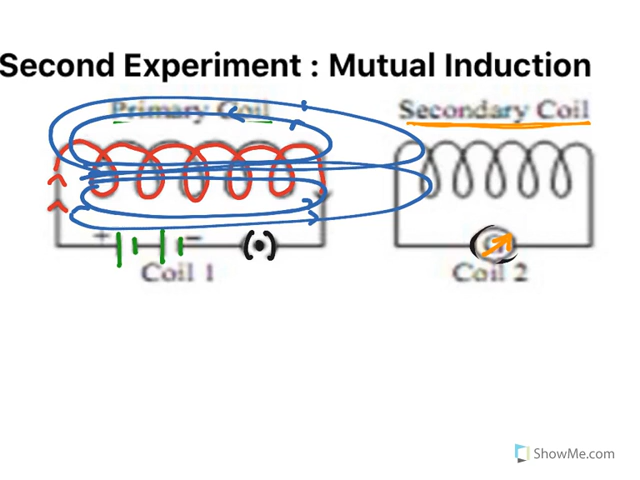 Second Experiment : Mutual Induction
Primary Coil
Secondary Coil
+ −
G
Coil 1
Coil 2
ShowMe.com